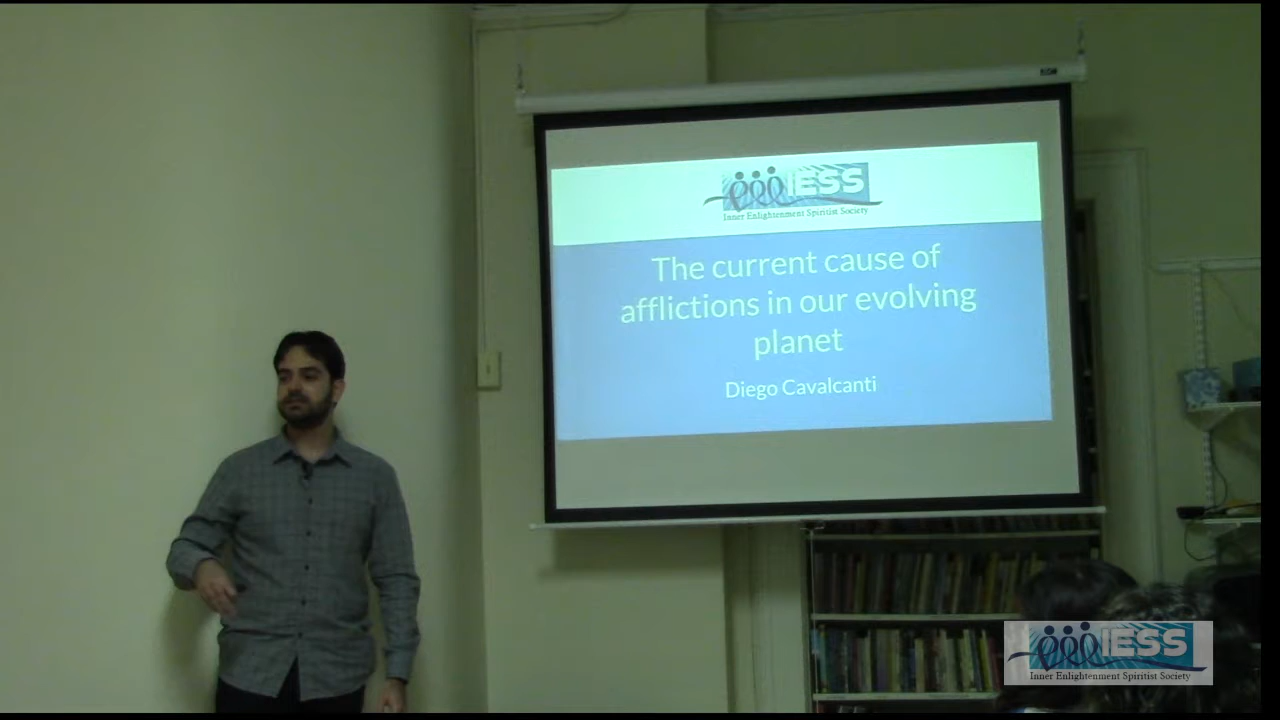 IESS
Inner Enlightenment Spiritist Society
The current cause of
afflictions in our evolving
planet
Diego Cavalcanti
IESS
Inner Enlightenment Spiritist Society